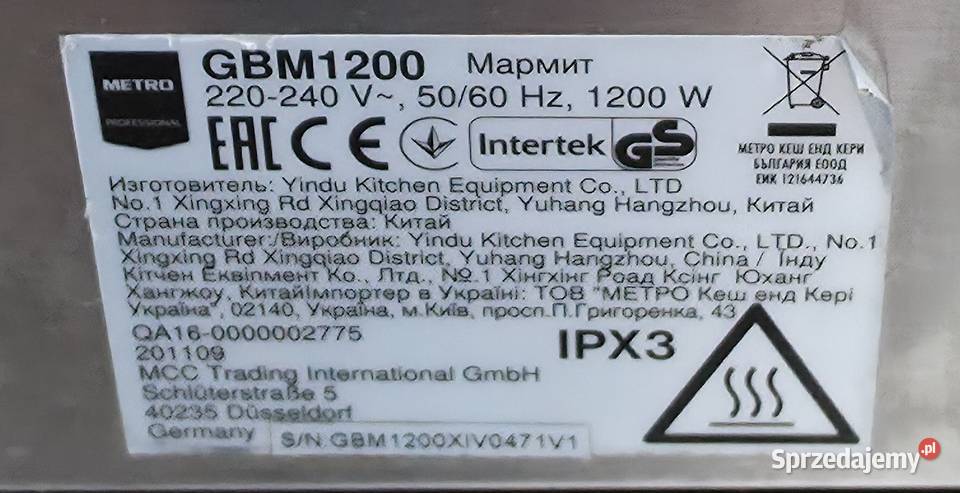 METRO
PROFESSIONAL
GBM1200 Мармит
220-240 V~, 50/60 Hz, 1200 W
EAC CE Intertek GS
МЕТРО КЕШ ЕНД КЕРИ
БЪЛГАРИЯ ЕООД
ЕИК 121644736
Изготовитель: Yindu Kitchen Equipment Co., LTD
No.1 Xingxing Rd Xingqiao District, Yuhang Hangzhou, Китай
Страна производства: Китай
Manufacturer:/Виробник: Yindu Kitchen Equipment Co., LTD., No.1
Xingxing Rd Xingqiao District, Yuhang Hangzhou, China / Інду
Кітчен Еквіпмент Ко., Лтд., №.1 Хінгхінг Роад Ксінг Юханг
Хангжоу, КитайІмпортер в Україні: ТОВ "МЕТРО Кеш енд Кері
Україна", 02140, Україна, м.Київ, просп.П.Григоренка, 43
QA16-0000002775
201109
IPX3
MCC Trading International GmbH
Schlüterstraße 5
40235 Düsseldorf
Germany
S/N.GBM1200XIV0471V1
Sprzedajemy.pl